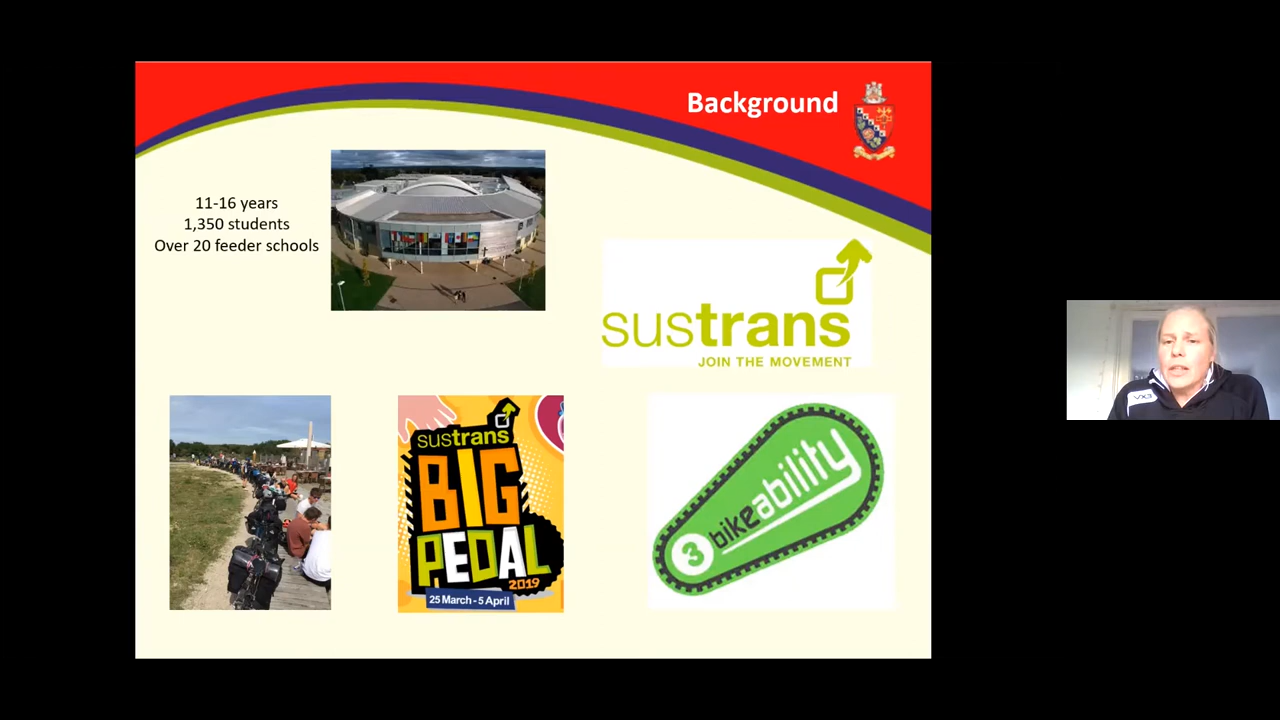 Background
11-16 years
1,350 students
Over 20 feeder schools
sustrans
JOIN THE MOVEMENT
sustrans
BIG
PEDAL
2019
25 March - 5 April
3 bikeability
VX3